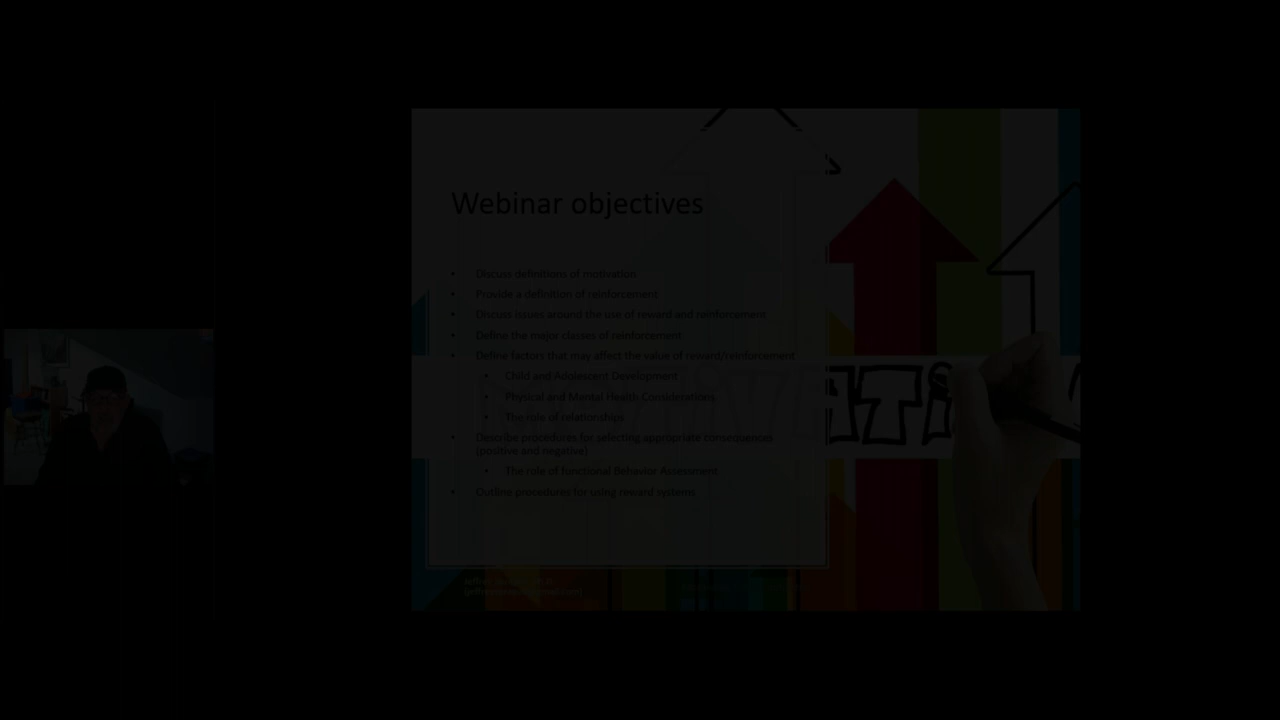 Webinar objectives
• Discuss definitions of motivation
• Provide a definition of reinforcement
• Discuss issues around the use of reward and reinforcement
• Define the major classes of reinforcement
• Define factors that may affect the value of reward/reinforcement
• Child and Adolescent Development
• Physical and Mental Health Considerations
• The role of relationships
• Describe procedures for selecting appropriate consequences
(positive and negative)
• The role of Functional Behavior Assessment
• Outline procedures for using reward systems